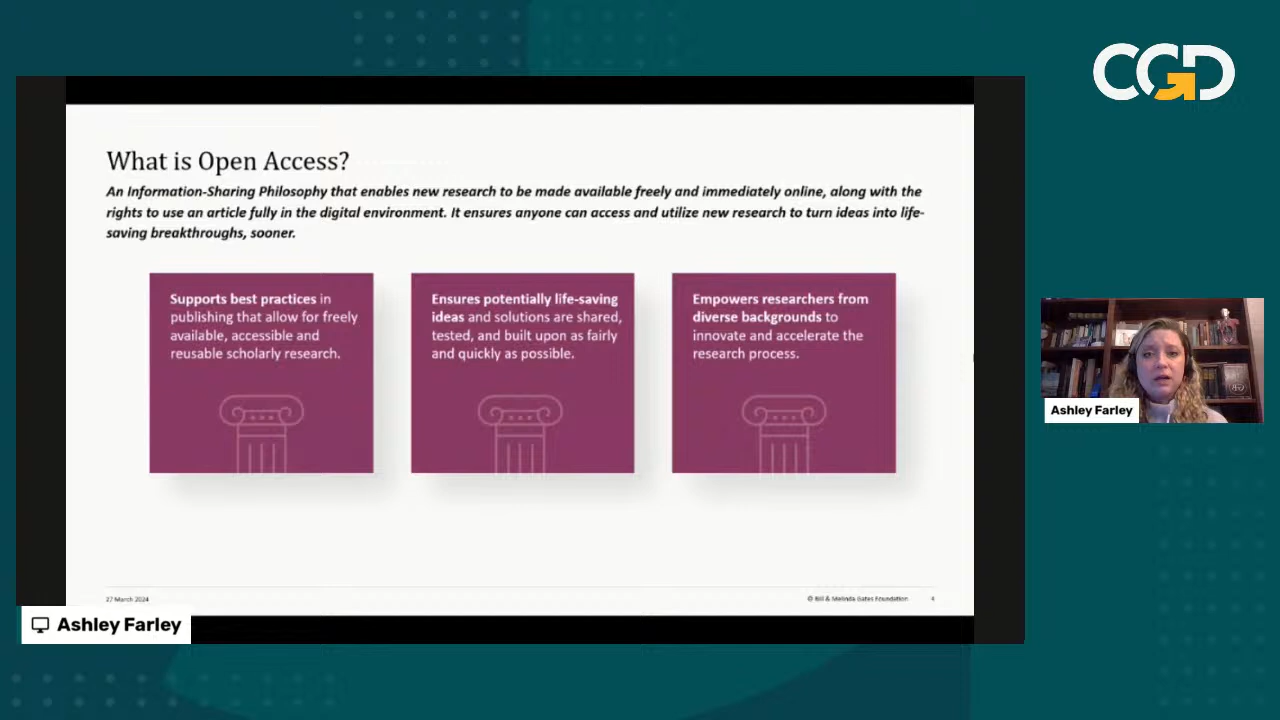 CGD
What is Open Access?
An Information-Sharing Philosophy that enables new research to be made available freely and immediately online, along with the
rights to use an article fully in the digital environment. It ensures anyone can access and utilize new research to turn ideas into life-
saving breakthroughs, sooner.
Supports best practices in
publishing that allow for freely
available, accessible and
reusable scholarly research.
Ensures potentially life-saving
ideas and solutions are shared,
tested, and built upon as fairly
and quickly as possible.
Empowers researchers from
diverse backgrounds to
innovate and accelerate the
research process.
Ashley Farley
27 March 2024
© Bill & Melinda Gates Foundation
4
Ashley Farley